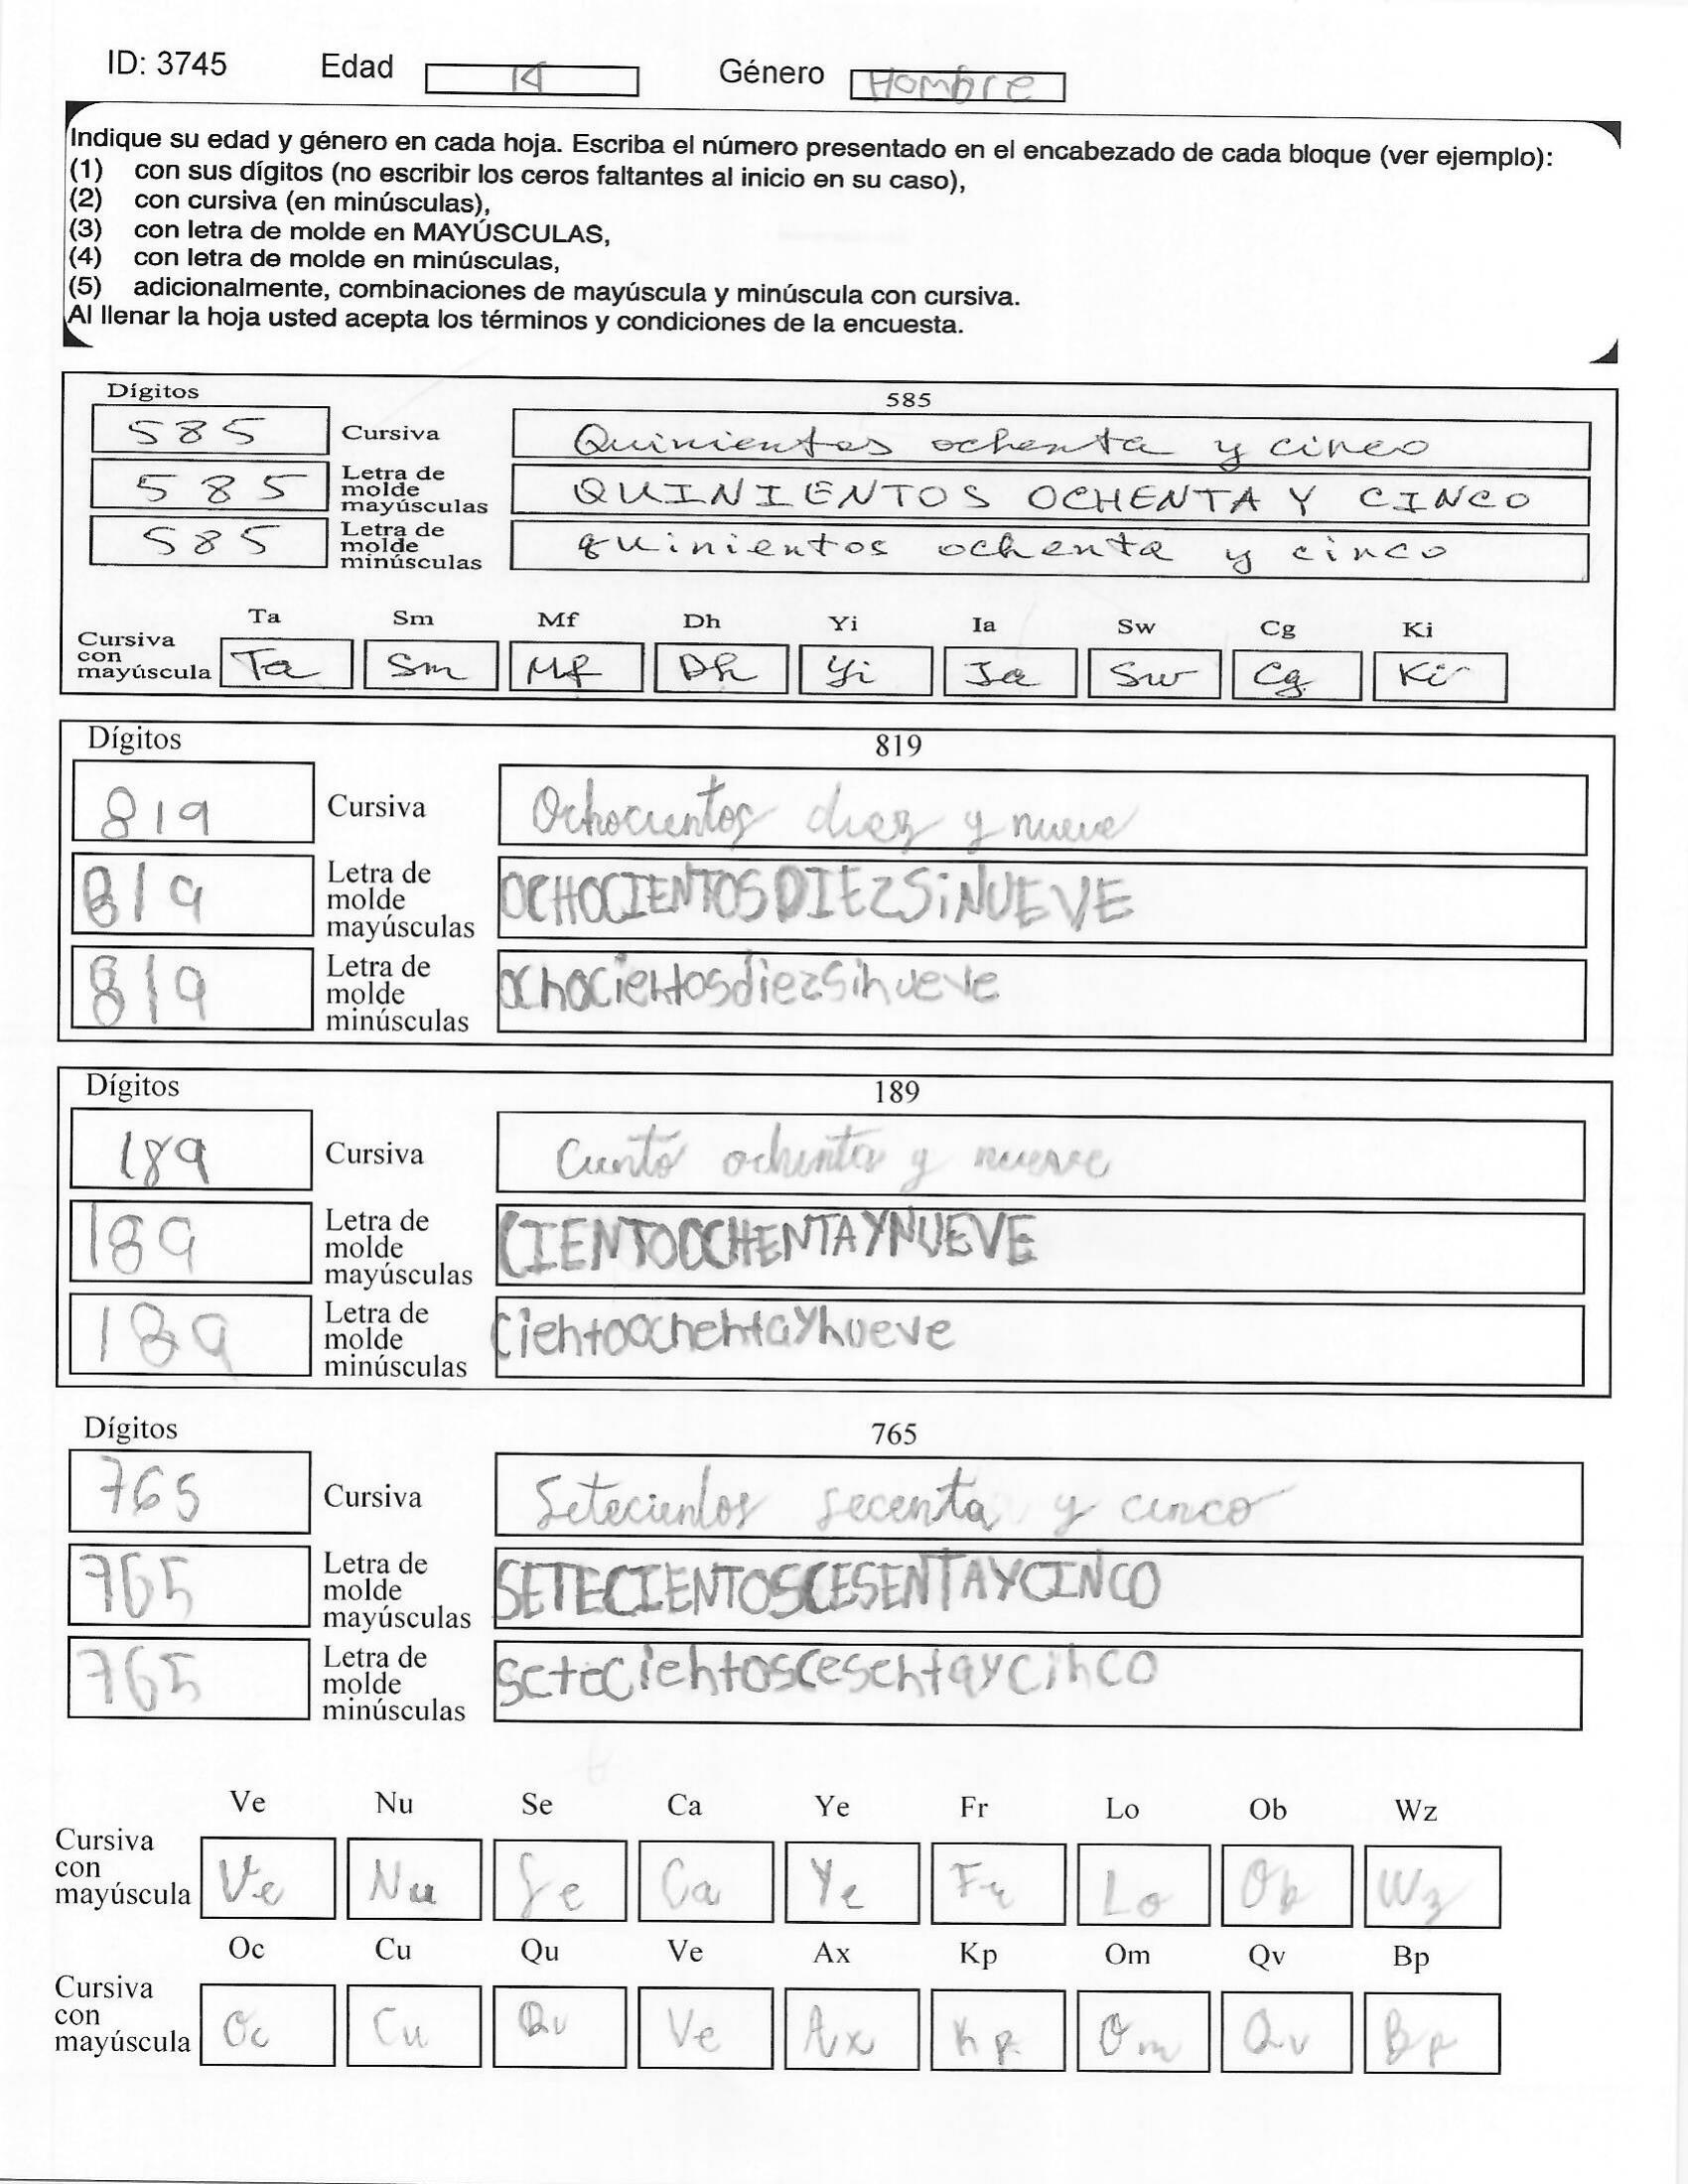 ID: 3745 Edad 14 Género Hombre
Indique su edad y género en cada hoja. Escriba el número presentado en el encabezado de cada bloque (ver ejemplo):
(1) con sus dígitos (no escribir los ceros faltantes al inicio en su caso),
(2) con cursiva (en minúsculas),
(3) con letra de molde en MAYÚSCULAS,
(4) con letra de molde en minúsculas,
(5) adicionalmente, combinaciones de mayúscula y minúscula con cursiva.
Al llenar la hoja usted acepta los términos y condiciones de la encuesta.
Dígitos 585
585 Cursiva Quinientos ochenta y cinco
585 Letra de molde mayúsculas QUINIENTOS OCHENTA Y CINCO
585 Letra de molde minúsculas quinientos ochenta y cinco
Ta Sm Mf Dh Yi Ia Sw Cg Ki
Cursiva con mayúscula Ta Sm Mf Dh Yi Ia Sw Cg Ki
Dígitos 819
819 Cursiva Ochocientos diez y nueve
819 Letra de molde mayúsculas OCHOCIENTOSDIEZSiNUEVE
819 Letra de molde minúsculas ochocientosdiezsinueve
Dígitos 189
189 Cursiva Ciento ochenta y nueve
189 Letra de molde mayúsculas CIENTOOCHENTAYNUEVE
189 Letra de molde minúsculas cientoochentaynueve
Dígitos 765
765 Cursiva Setecientos secenta y cinco
765 Letra de molde mayúsculas SETECIENTOSCESENTAYCINCO
765 Letra de molde minúsculas setecientoscesentaycinco
Ve Nu Se Ca Ye Fr Lo Ob Wz
Cursiva con mayúscula Ve Nu Se Ca Ye Fr Lo Ob Wz
Oc Cu Qu Ve Ax Kp Om Qv Bp
Cursiva con mayúscula Oc Cu Qu Ve Ax Kp Om Qv Bp